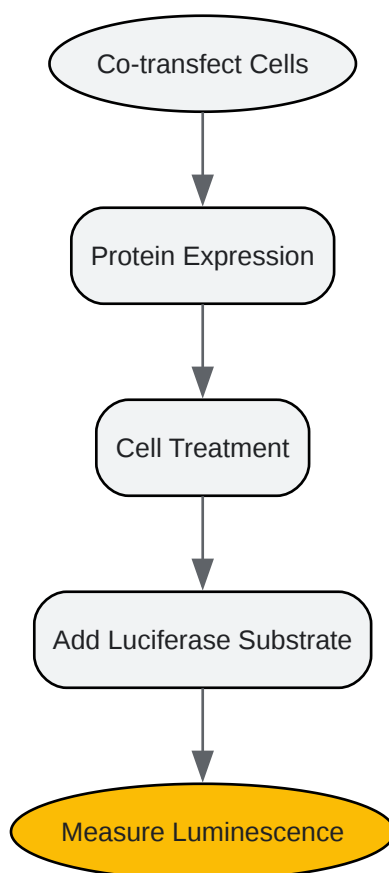 Co-transfect Cells
Protein Expression
Cell Treatment
Add Luciferase Substrate
Measure Luminescence